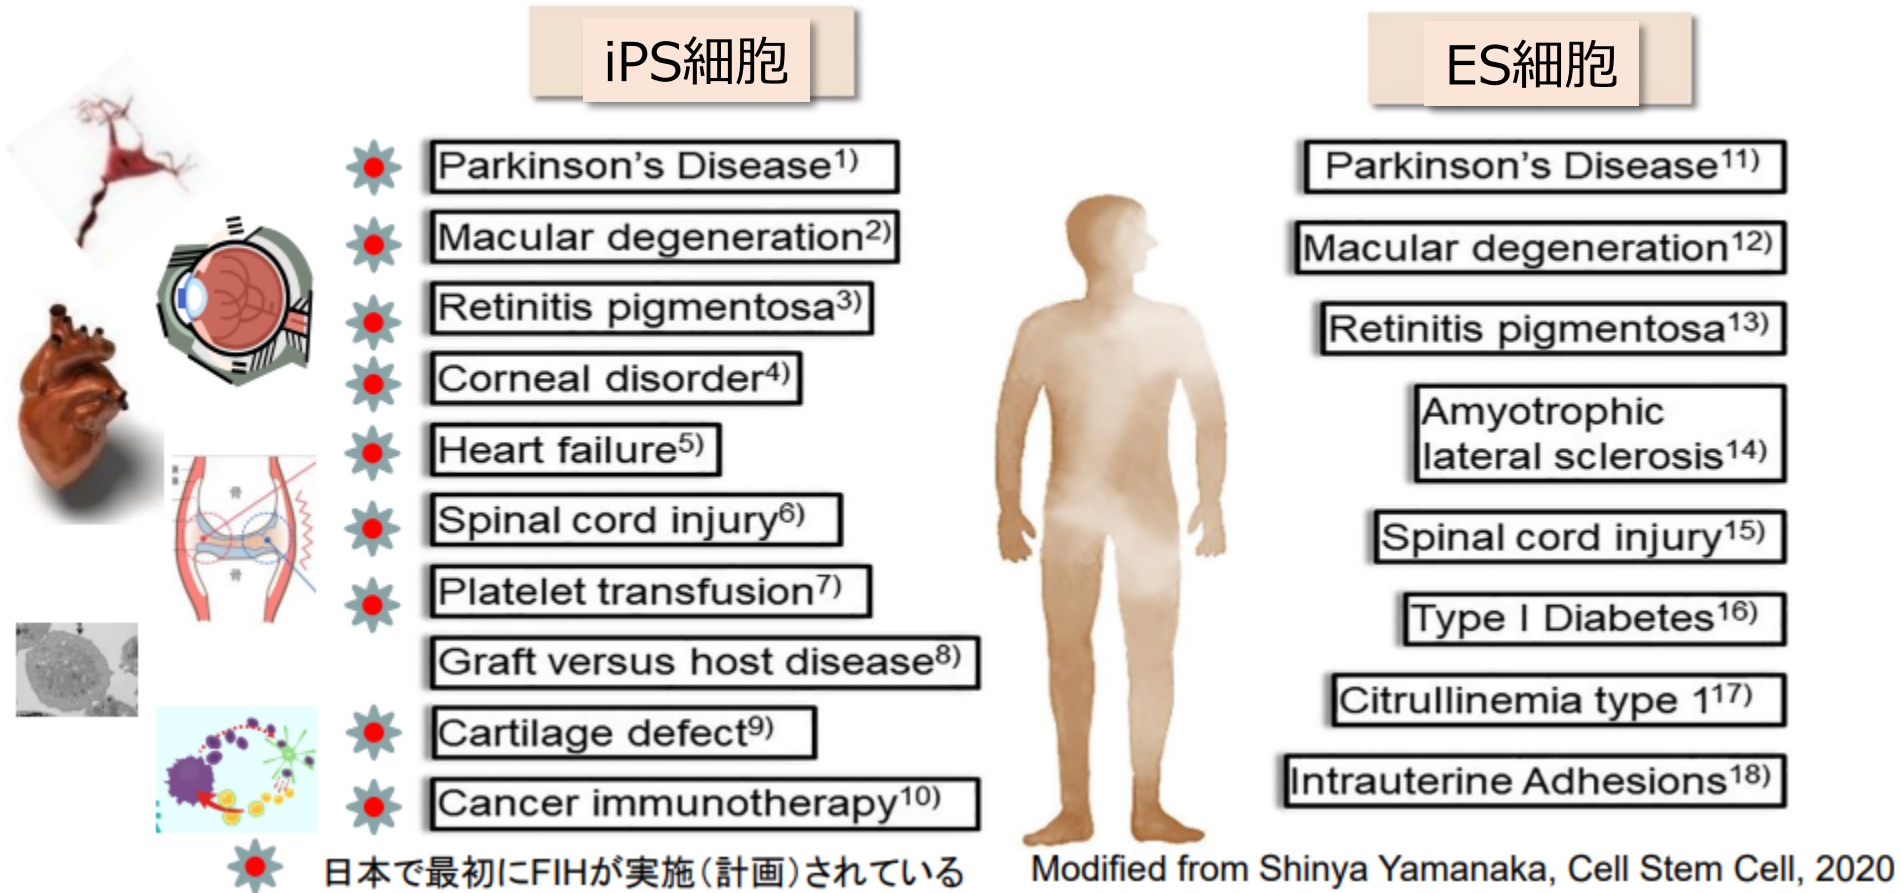 iPS細胞
Parkinson’s Disease1)
Macular degeneration2)
Retinitis pigmentosa3)
Corneal disorder4)
Heart failure5)
Spinal cord injury6)
Platelet transfusion7)
Graft versus host disease8)
Cartilage defect9)
Cancer immunotherapy10)
ES細胞
Parkinson’s Disease11)
Macular degeneration12)
Retinitis pigmentosa13)
Amyotrophic
lateral sclerosis14)
Spinal cord injury15)
Type I Diabetes16)
Citrullinemia type 117)
Intrauterine Adhesions18)
骨
骨
日本で最初にFIHが実施（計画）されている
Modified from Shinya Yamanaka, Cell Stem Cell, 2020